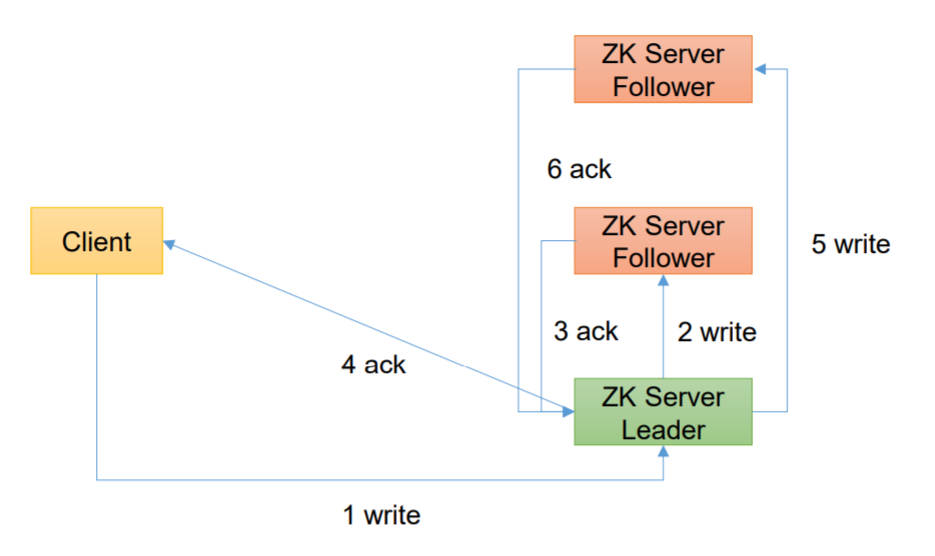 ZK Server
Follower
6 ack
Client
ZK Server
Follower
5 write
3 ack
2 write
4 ack
ZK Server
Leader
1 write